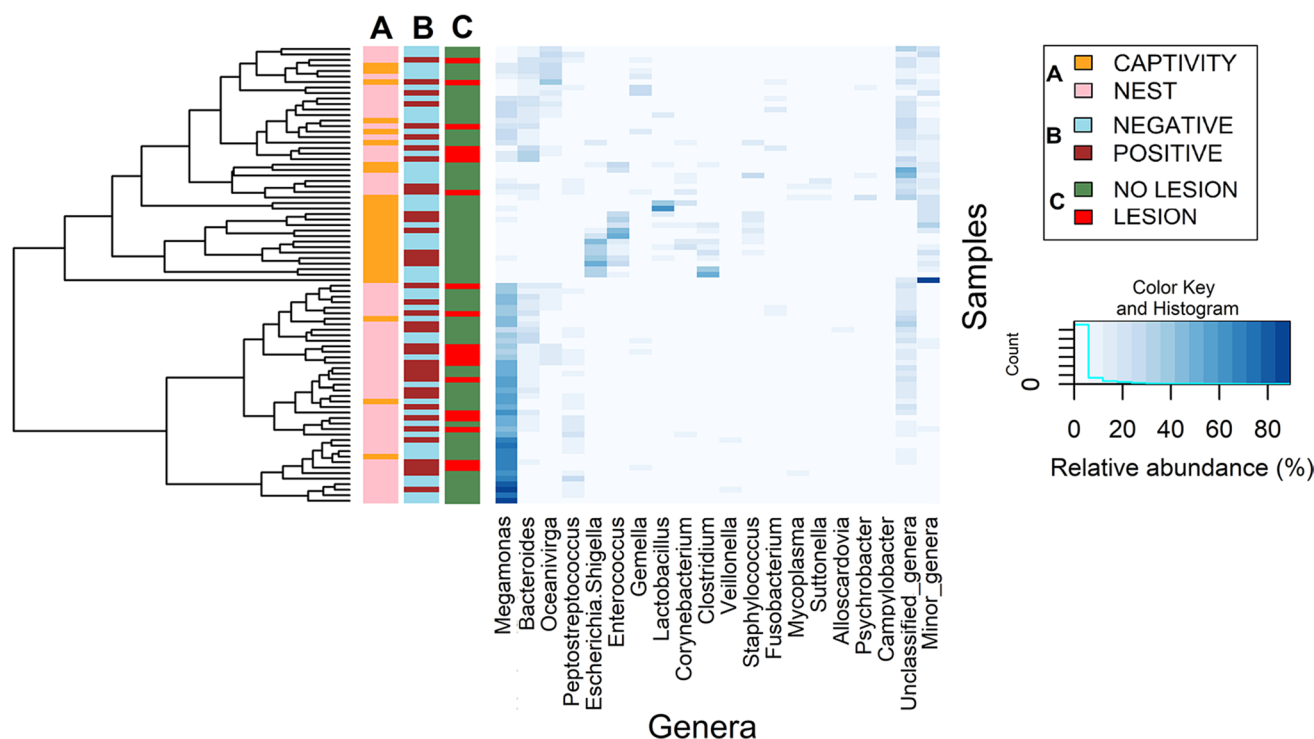 A B C
A CAPTIVITY
NEST
B NEGATIVE
POSITIVE
C NO LESION
LESION
Samples
Color Key
and Histogram
Count
0
0 20 40 60 80
Relative abundance (%)
Megamonas
Bacteroides
Oceanivirga
Peptostreptococcus
Escherichia.Shigella
Enterococcus
Gemella
Lactobacillus
Corynebacterium
Clostridium
Veillonella
Staphylococcus
Fusobacterium
Mycoplasma
Suttonella
Alloscardovia
Psychrobacter
Campylobacter
Unclassified_genera
Minor_genera
Genera